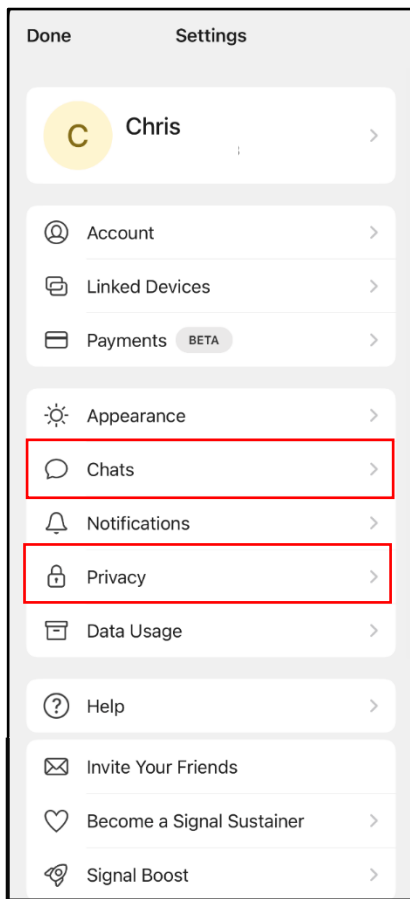 Done Settings
C Chris
Account
Linked Devices
Payments BETA
Appearance
Chats
Notifications
Privacy
Data Usage
Help
Invite Your Friends
Become a Signal Sustainer
Signal Boost